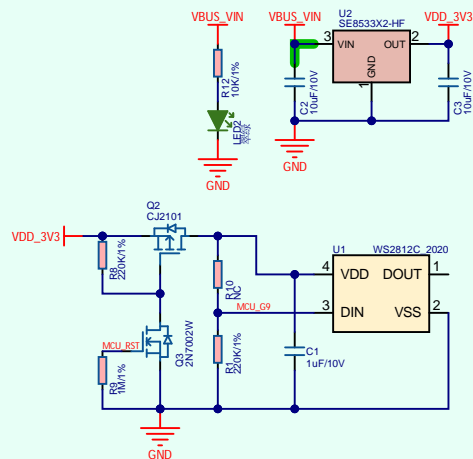 VBUS_VIN
R12
10K/1%
LED2
GND
VBUS_VIN
U2
SE8533X2-HF
VDD_3V3
3
VIN
OUT
2
GND
1
C2
10uF/10V
C3
10uF/10V
GND
Q2
CJ2101
VDD_3V3
R8
220K/1%
R10
NC
MCU_G9
U1
WS2812C_2020
4
VDD
DOUT
1
3
DIN
VSS
2
MCU_RST
R9
1M/1%
Q3
2N7002W
R1
220K/1%
C1
1uF/10V
GND